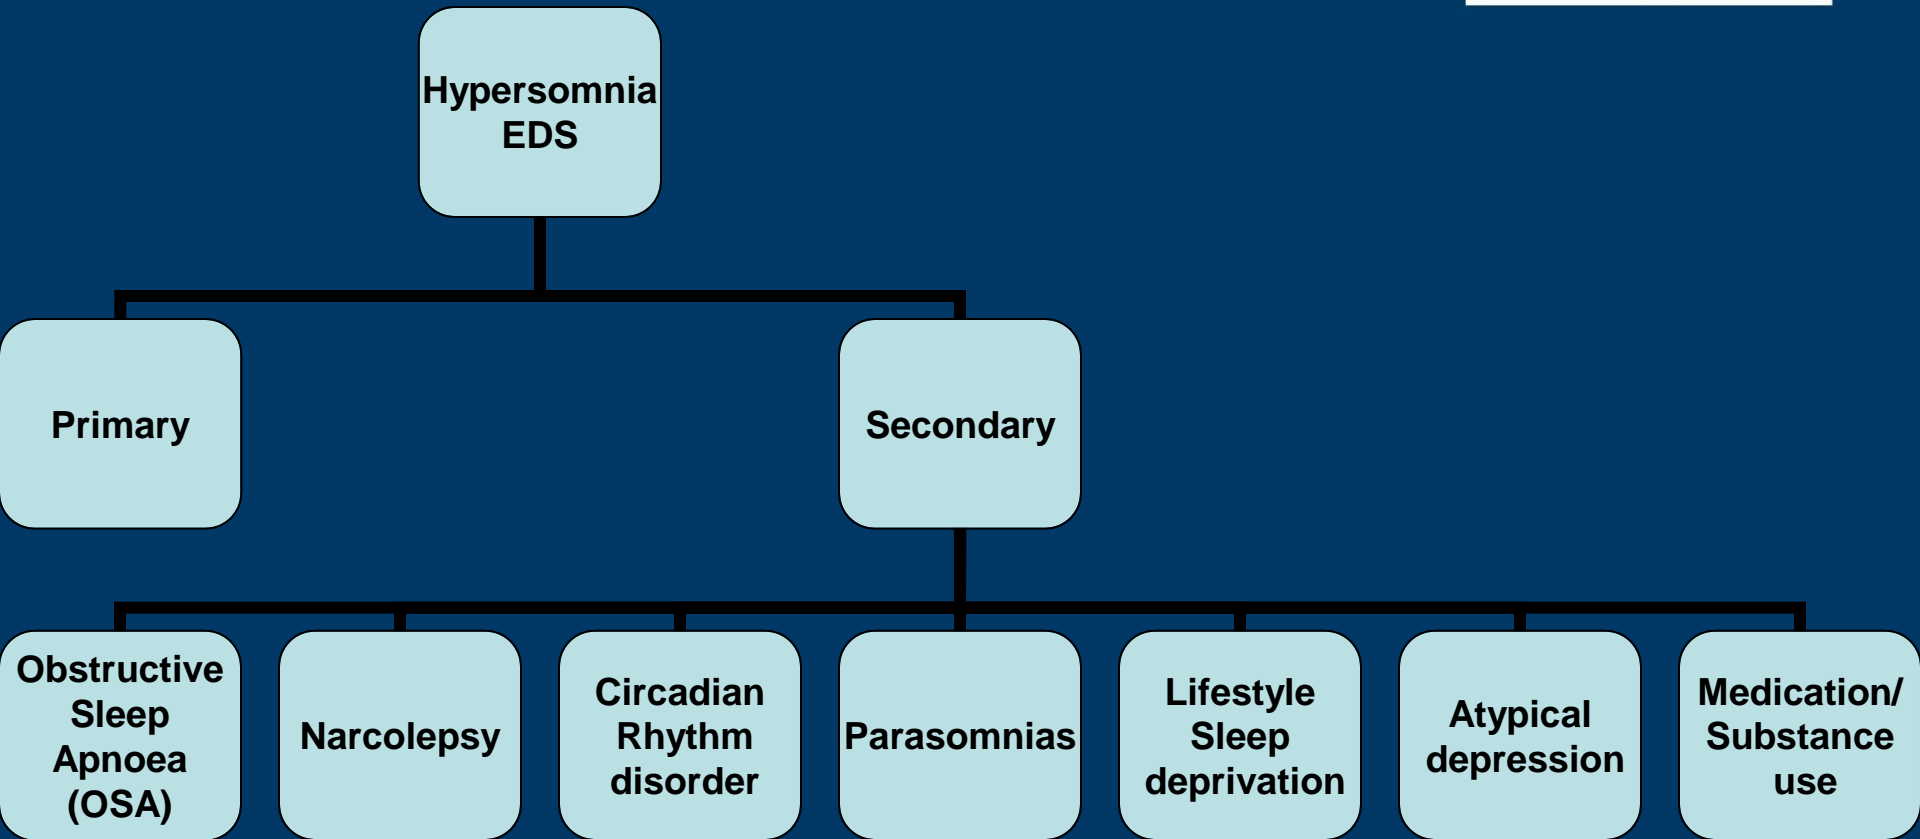 Hypersomnia
EDS
Primary
Secondary
Obstructive
Sleep
Apnoea
(OSA)
Narcolepsy
Circadian
Rhythm
disorder
Parasomnias
Lifestyle
Sleep
deprivation
Atypical
depression
Medication/
Substance
use